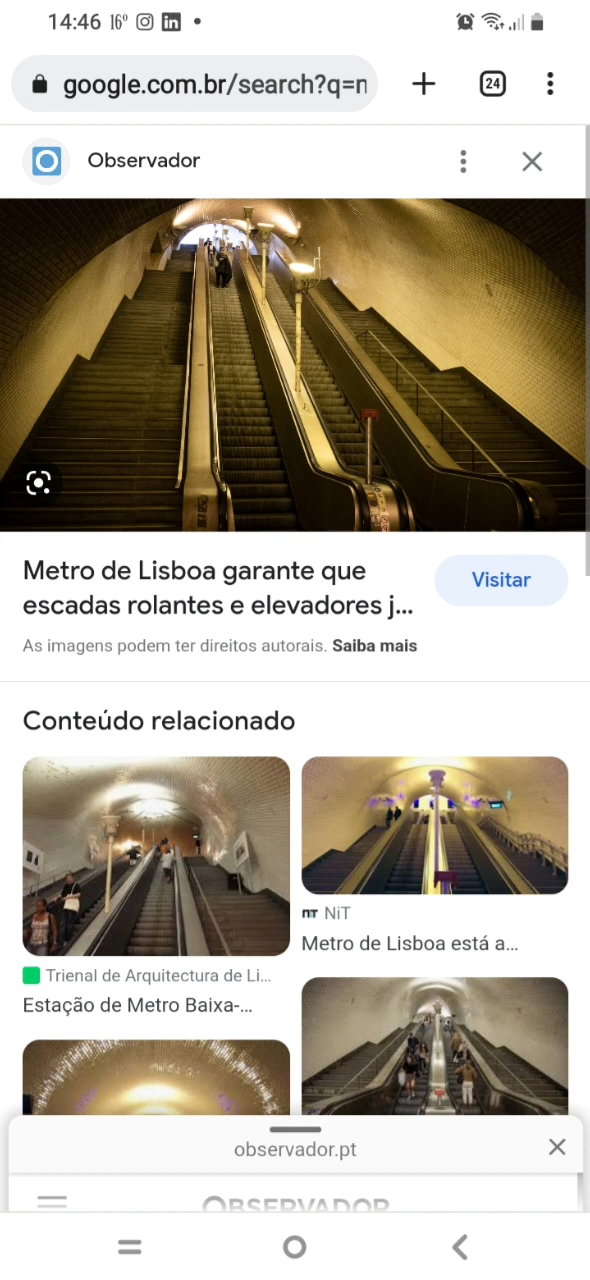 14:46 16°
google.com.br/search?q=n
24
Observador
Metro de Lisboa garante que
escadas rolantes e elevadores j...
Visitar
As imagens podem ter direitos autorais. Saiba mais
Conteúdo relacionado
NiT
Metro de Lisboa está a...
Trienal de Arquitectura de Li...
Estação de Metro Baixa-...
observador.pt
OBSERVADOR